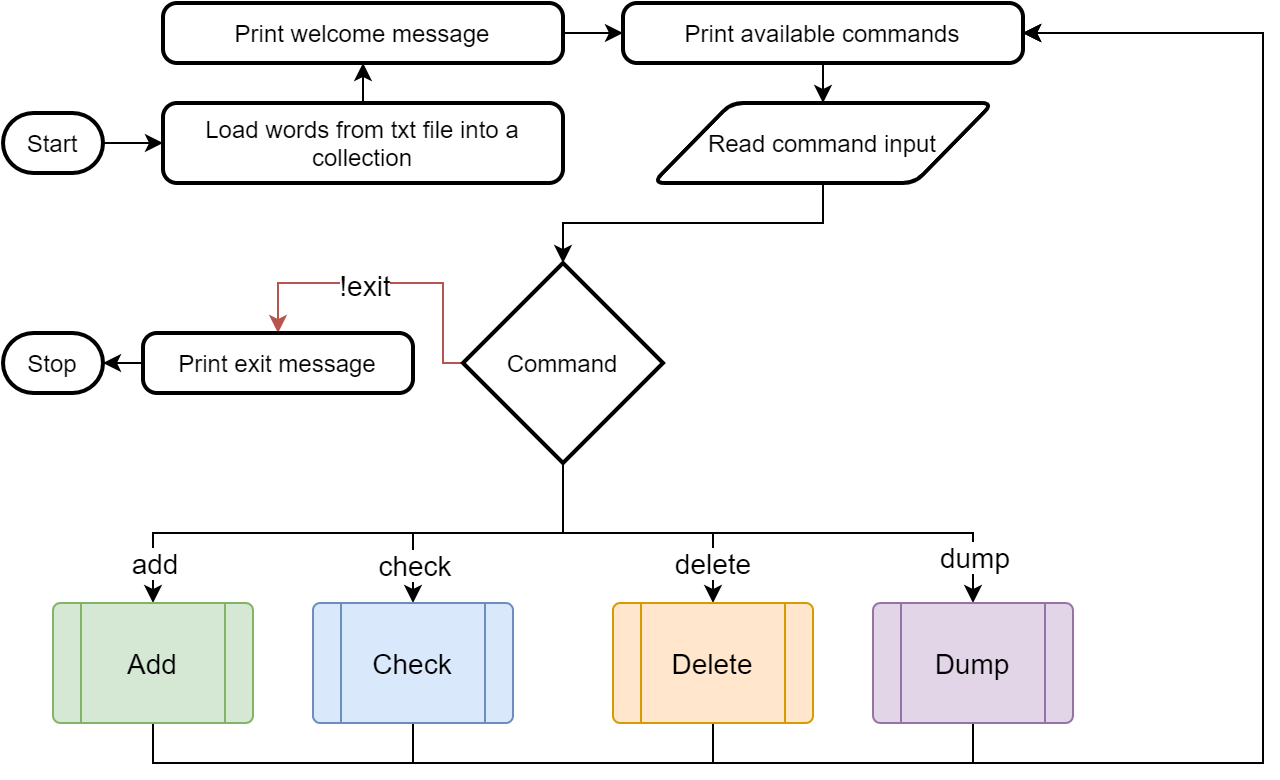 Print welcome message
Print available commands
Start
Load words from txt file into a
collection
Read command input
!exit
Stop
Print exit message
Command
add
check
delete
dump
Add
Check
Delete
Dump